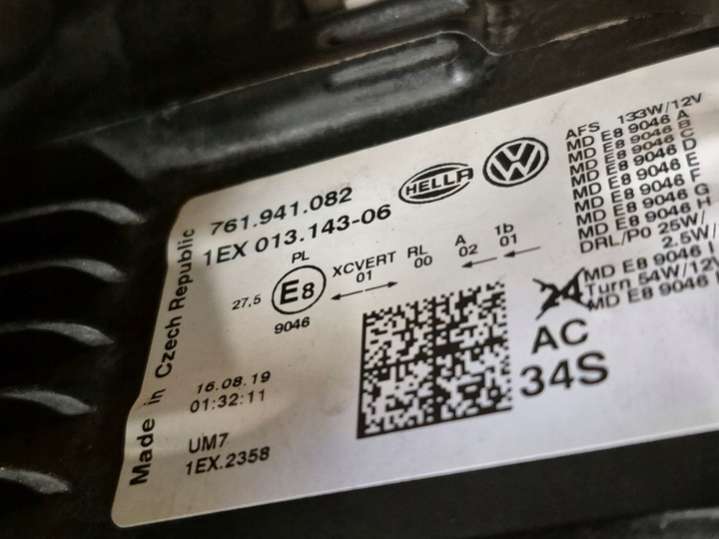 761.941.082
1EX 013.143-06
HELLA
VW
PL
27,5
E8
9046
XCVERT
01
RL
00
A
02
1b
01
AFS 133W/12V
MD E8 9046 A
MD E8 9046 B
MD E8 9046 C
MD E8 9046 D
MD E8 9046 E
MD E8 9046 F
MD E8 9046 G
MD E8 9046 H
DRL/P0 25W/
2.5W/
MD E8 9046 I
Turn 54W/12V
MD E8 9046
24
AC
34S
16.08.19
01:32:11
UM7
1EX.2358
Made in Czech Republic